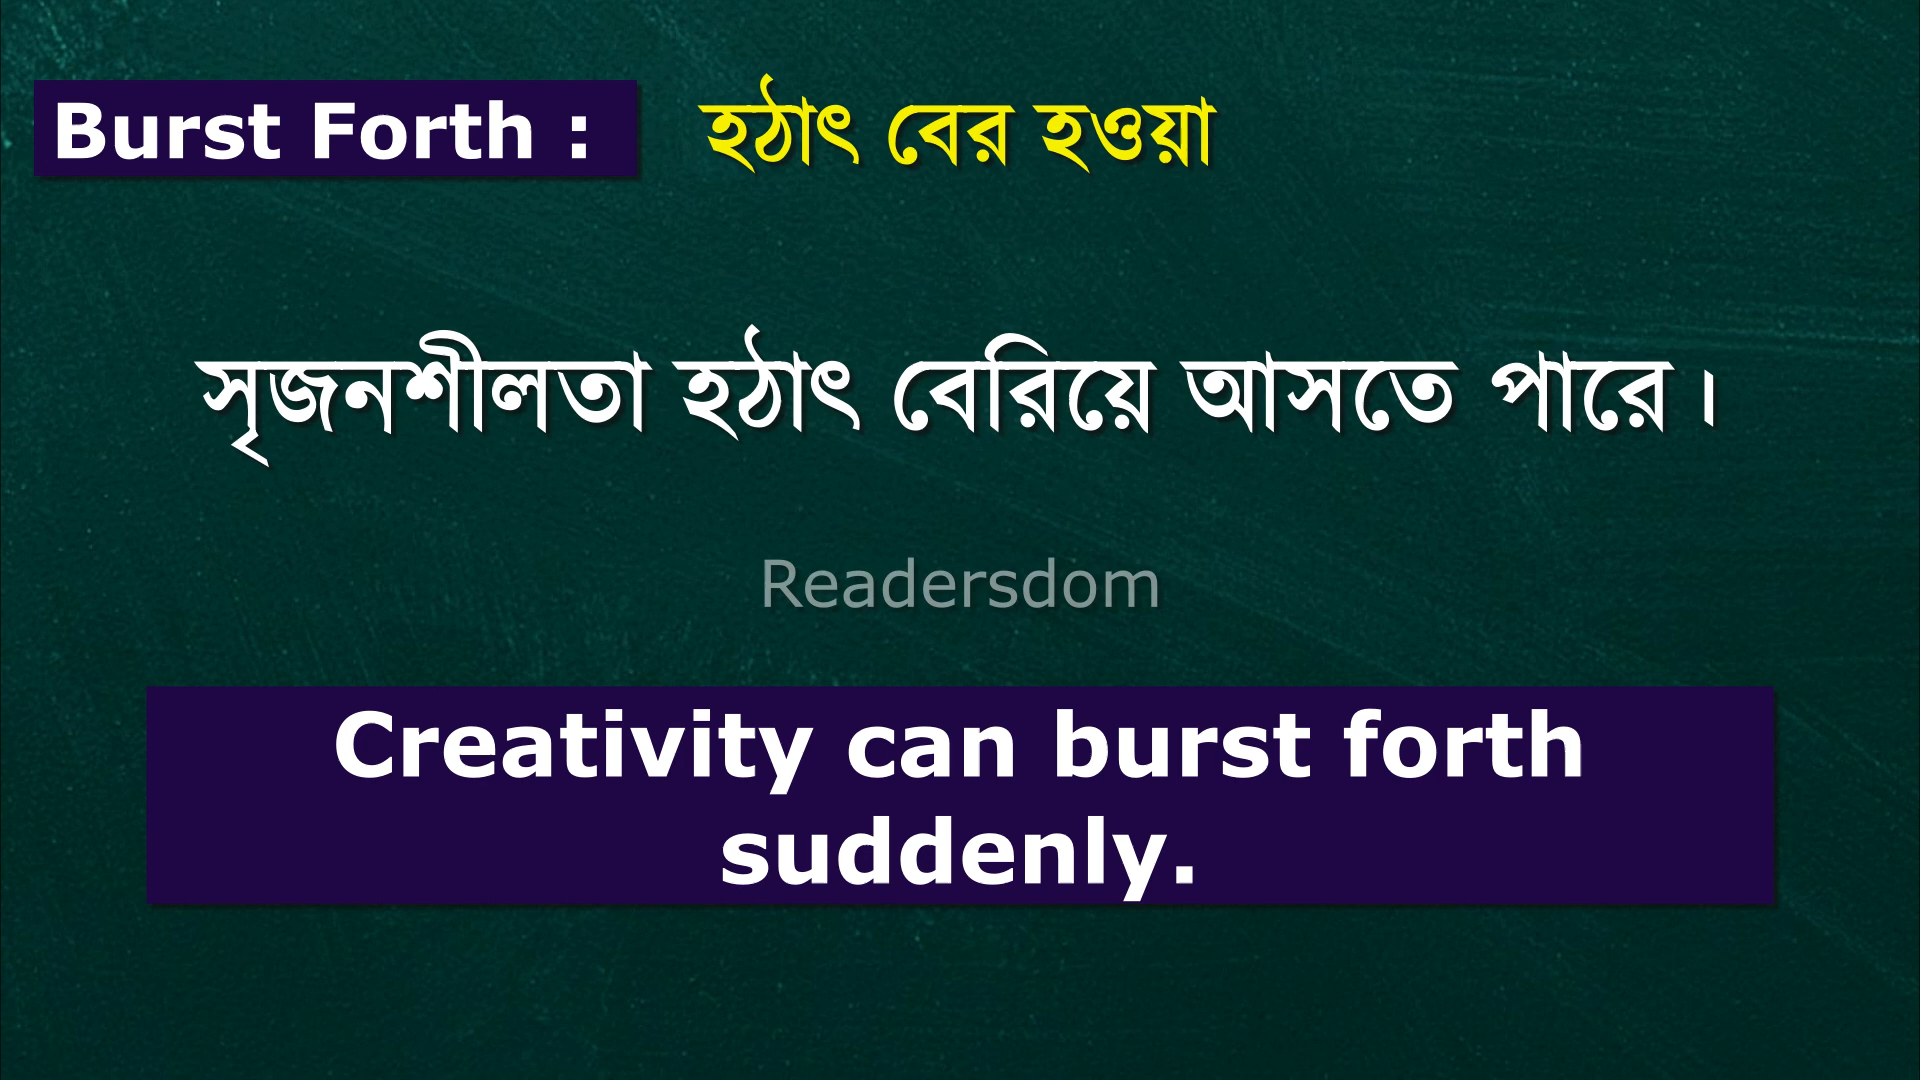 Burst Forth : হঠাৎ বের হওয়া
সৃজনশীলতা হঠাৎ বেরিয়ে আসতে পারে।
Readersdom
Creativity can burst forth
suddenly.